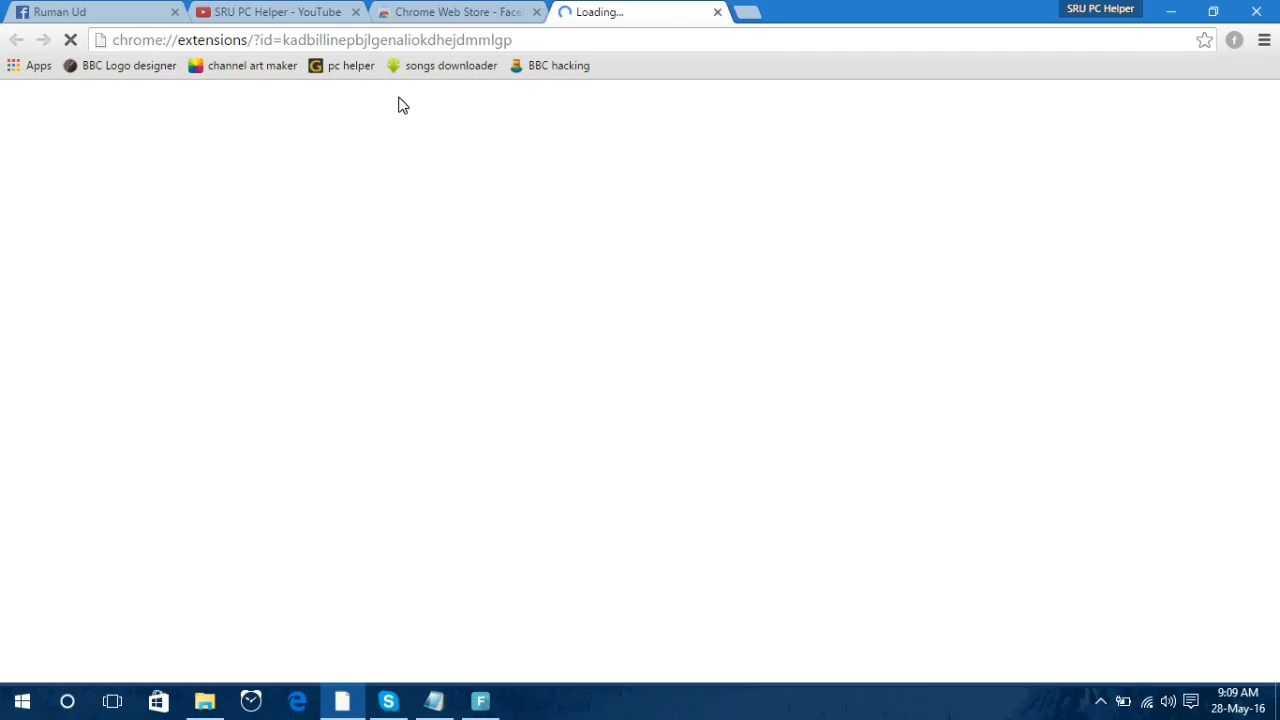 Ruman Ud
SRU PC Helper - YouTube
Chrome Web Store - Face
Loading...
SRU PC Helper
chrome://extensions/?id=kadbillinepbjlgenaliokdhejdmmlgp
Apps
BBC Logo designer
channel art maker
pc helper
songs downloader
BBC hacking
9:09 AM
28-May-16